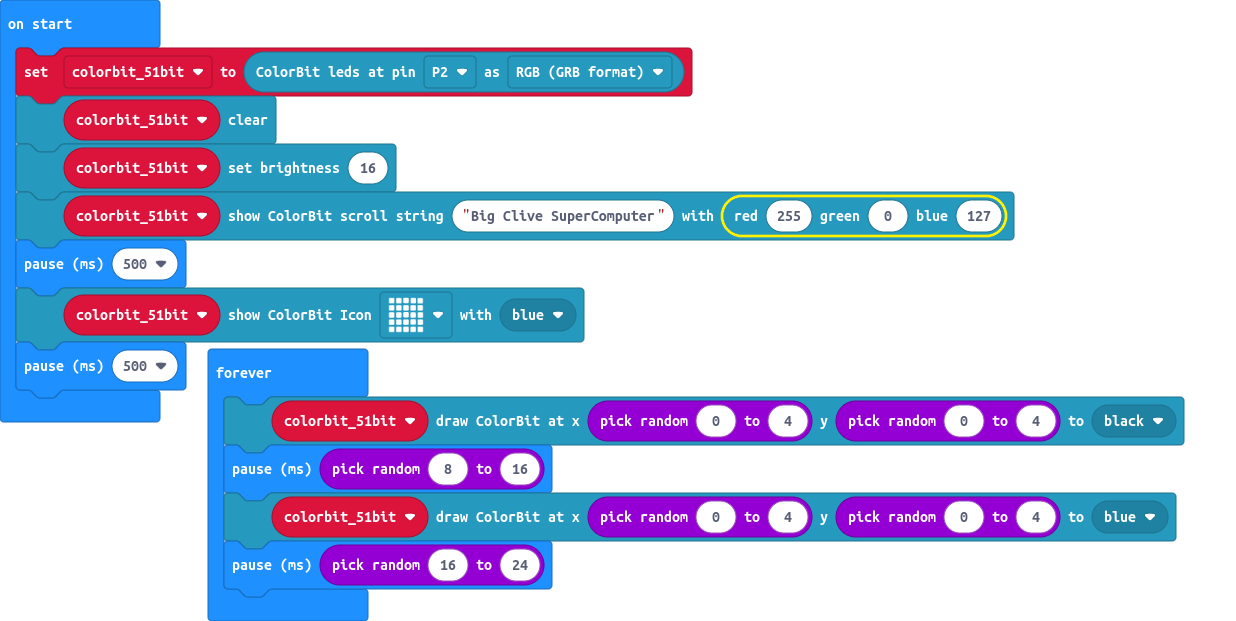 on start
set colorbit_51bit to ColorBit leds at pin P2 as RGB (GRB format)
colorbit_51bit clear
colorbit_51bit set brightness 16
colorbit_51bit show ColorBit scroll string "Big Clive SuperComputer" with red 255 green 0 blue 127
pause (ms) 500
colorbit_51bit show ColorBit Icon with blue
pause (ms) 500
forever
colorbit_51bit draw ColorBit at x pick random 0 to 4 y pick random 0 to 4 to black
pause (ms) pick random 8 to 16
colorbit_51bit draw ColorBit at x pick random 0 to 4 y pick random 0 to 4 to blue
pause (ms) pick random 16 to 24